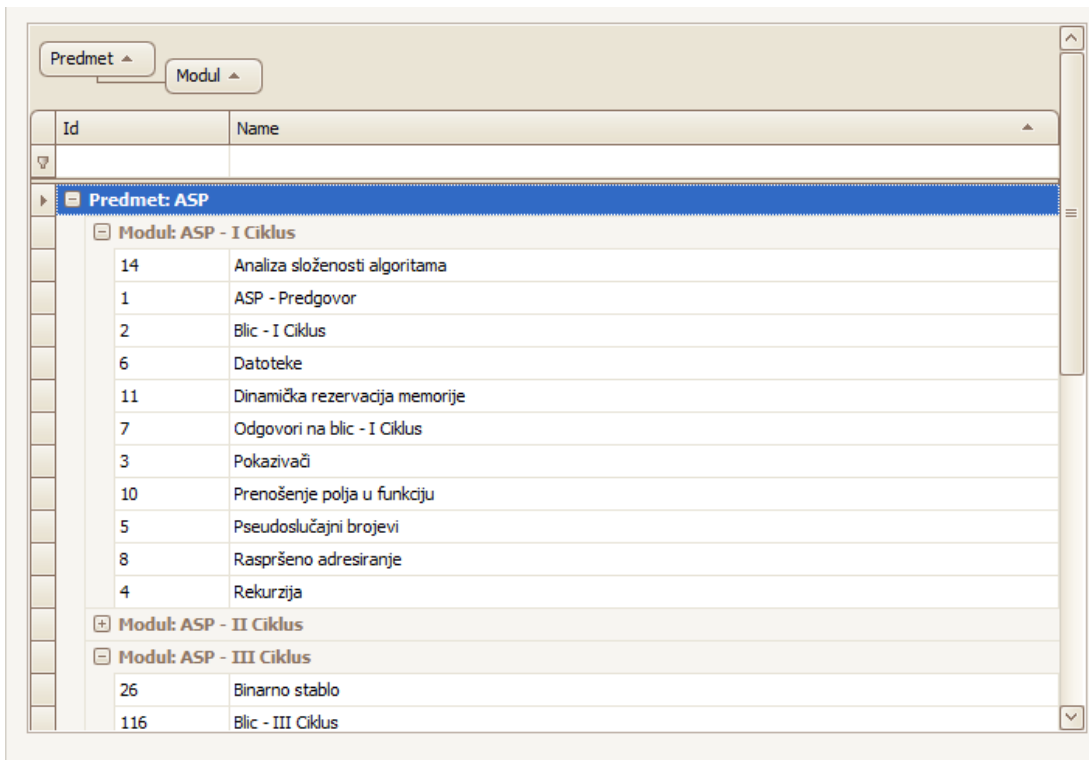 Predmet
Modul
Id Name
Predmet: ASP
Modul: ASP - I Ciklus
14 Analiza složenosti algoritama
1 ASP - Predgovor
2 Blic - I Ciklus
6 Datoteke
11 Dinamička rezervacija memorije
7 Odgovori na blic - I Ciklus
3 Pokazivači
10 Prenošenje polja u funkciju
5 Pseudoslučajni brojevi
8 Raspršeno adresiranje
4 Rekurzija
Modul: ASP - II Ciklus
Modul: ASP - III Ciklus
26 Binarno stablo
116 Blic - III Ciklus